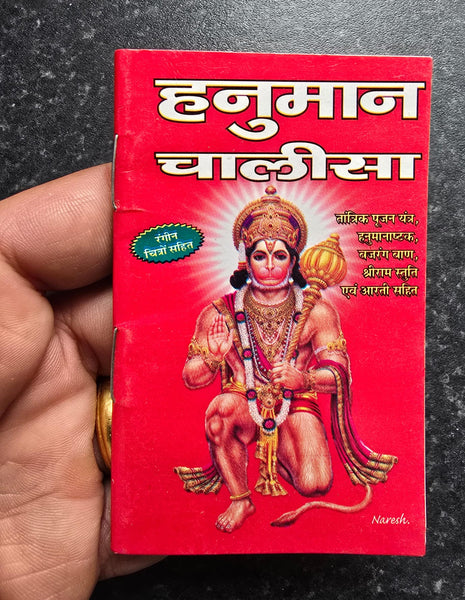 हनुमान
चालीसा
रंगीन
चित्रों सहित
तांत्रिक पूजन यंत्र,
हनुमानाष्टक,
बजरंग बाण,
श्रीराम स्तुति
एवं आरती सहित
Naresh.